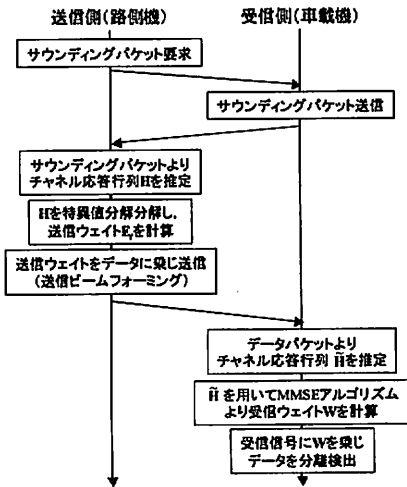 送信側(路側機)
受信側(車載機)
サウンディングパケット要求
サウンディングパケット送信
サウンディングパケットより
チャネル応答行列Hを推定
Hを特異値分解分解し,
送信ウェイトE,を計算
送信ウェイトをデータに乗じ送信
(送信ビームフォーミング)
データパケットより
チャネル応答行列 H̃を推定
H̃ を用いてMMSEアルゴリズム
より受信ウェイトWを計算
受信信号にWを乗じ
データを分離検出